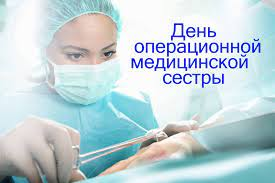 День
операционной
медицинской
сестры